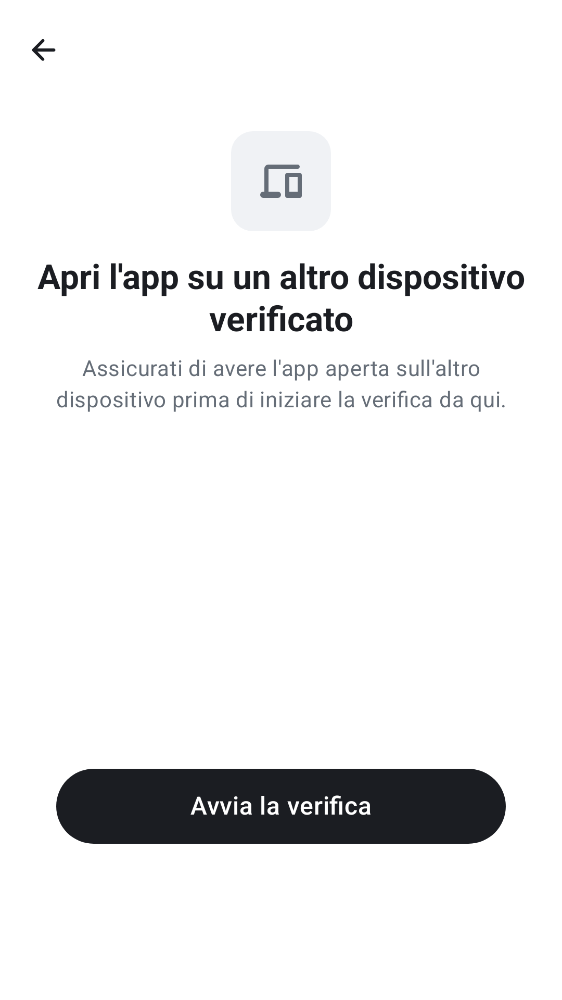 Apri l'app su un altro dispositivo
verificato
Assicurati di avere l'app aperta sull'altro
dispositivo prima di iniziare la verifica da qui.
Avvia la verifica